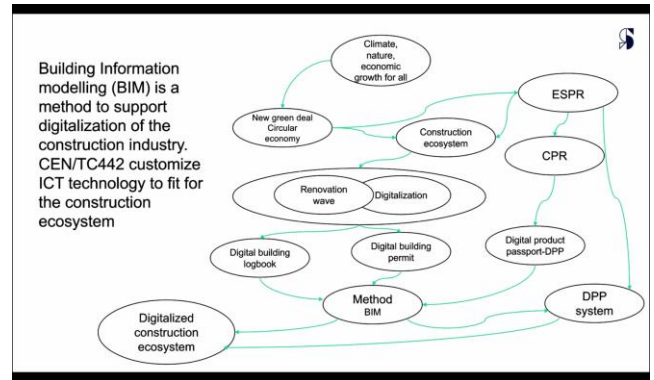 Building Information
modelling (BIM) is a
method to support
digitalization of the
construction industry.
CEN/TC442 customize
ICT technology to fit for
the construction
ecosystem
Climate,
nature,
economic
growth for all
New green deal
Circular
economy
Construction
ecosystem
ESPR
CPR
Renovation
wave
Digitalization
Digital building
logbook
Digital building
permit
Digital product
passport-DPP
Method
BIM
DPP
system
Digitalized
construction
ecosystem